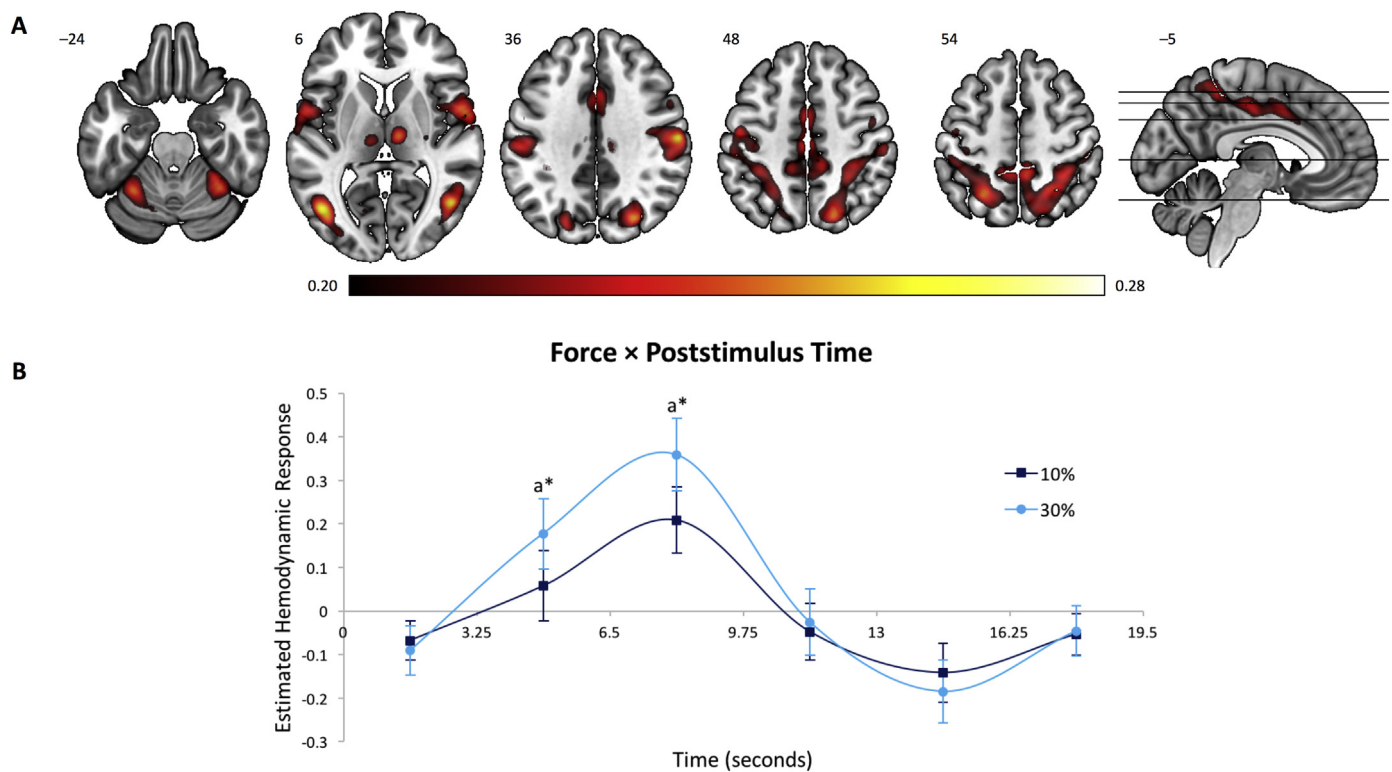 A
−24
6
36
48
54
−5
0.20
0.28
B
Force × Poststimulus Time
Estimated Hemodynamic Response
0.5
0.4
0.3
0.2
0.1
0
-0.1
-0.2
-0.3
a*
a*
10%
30%
0 3.25 6.5 9.75 13 16.25 19.5
Time (seconds)